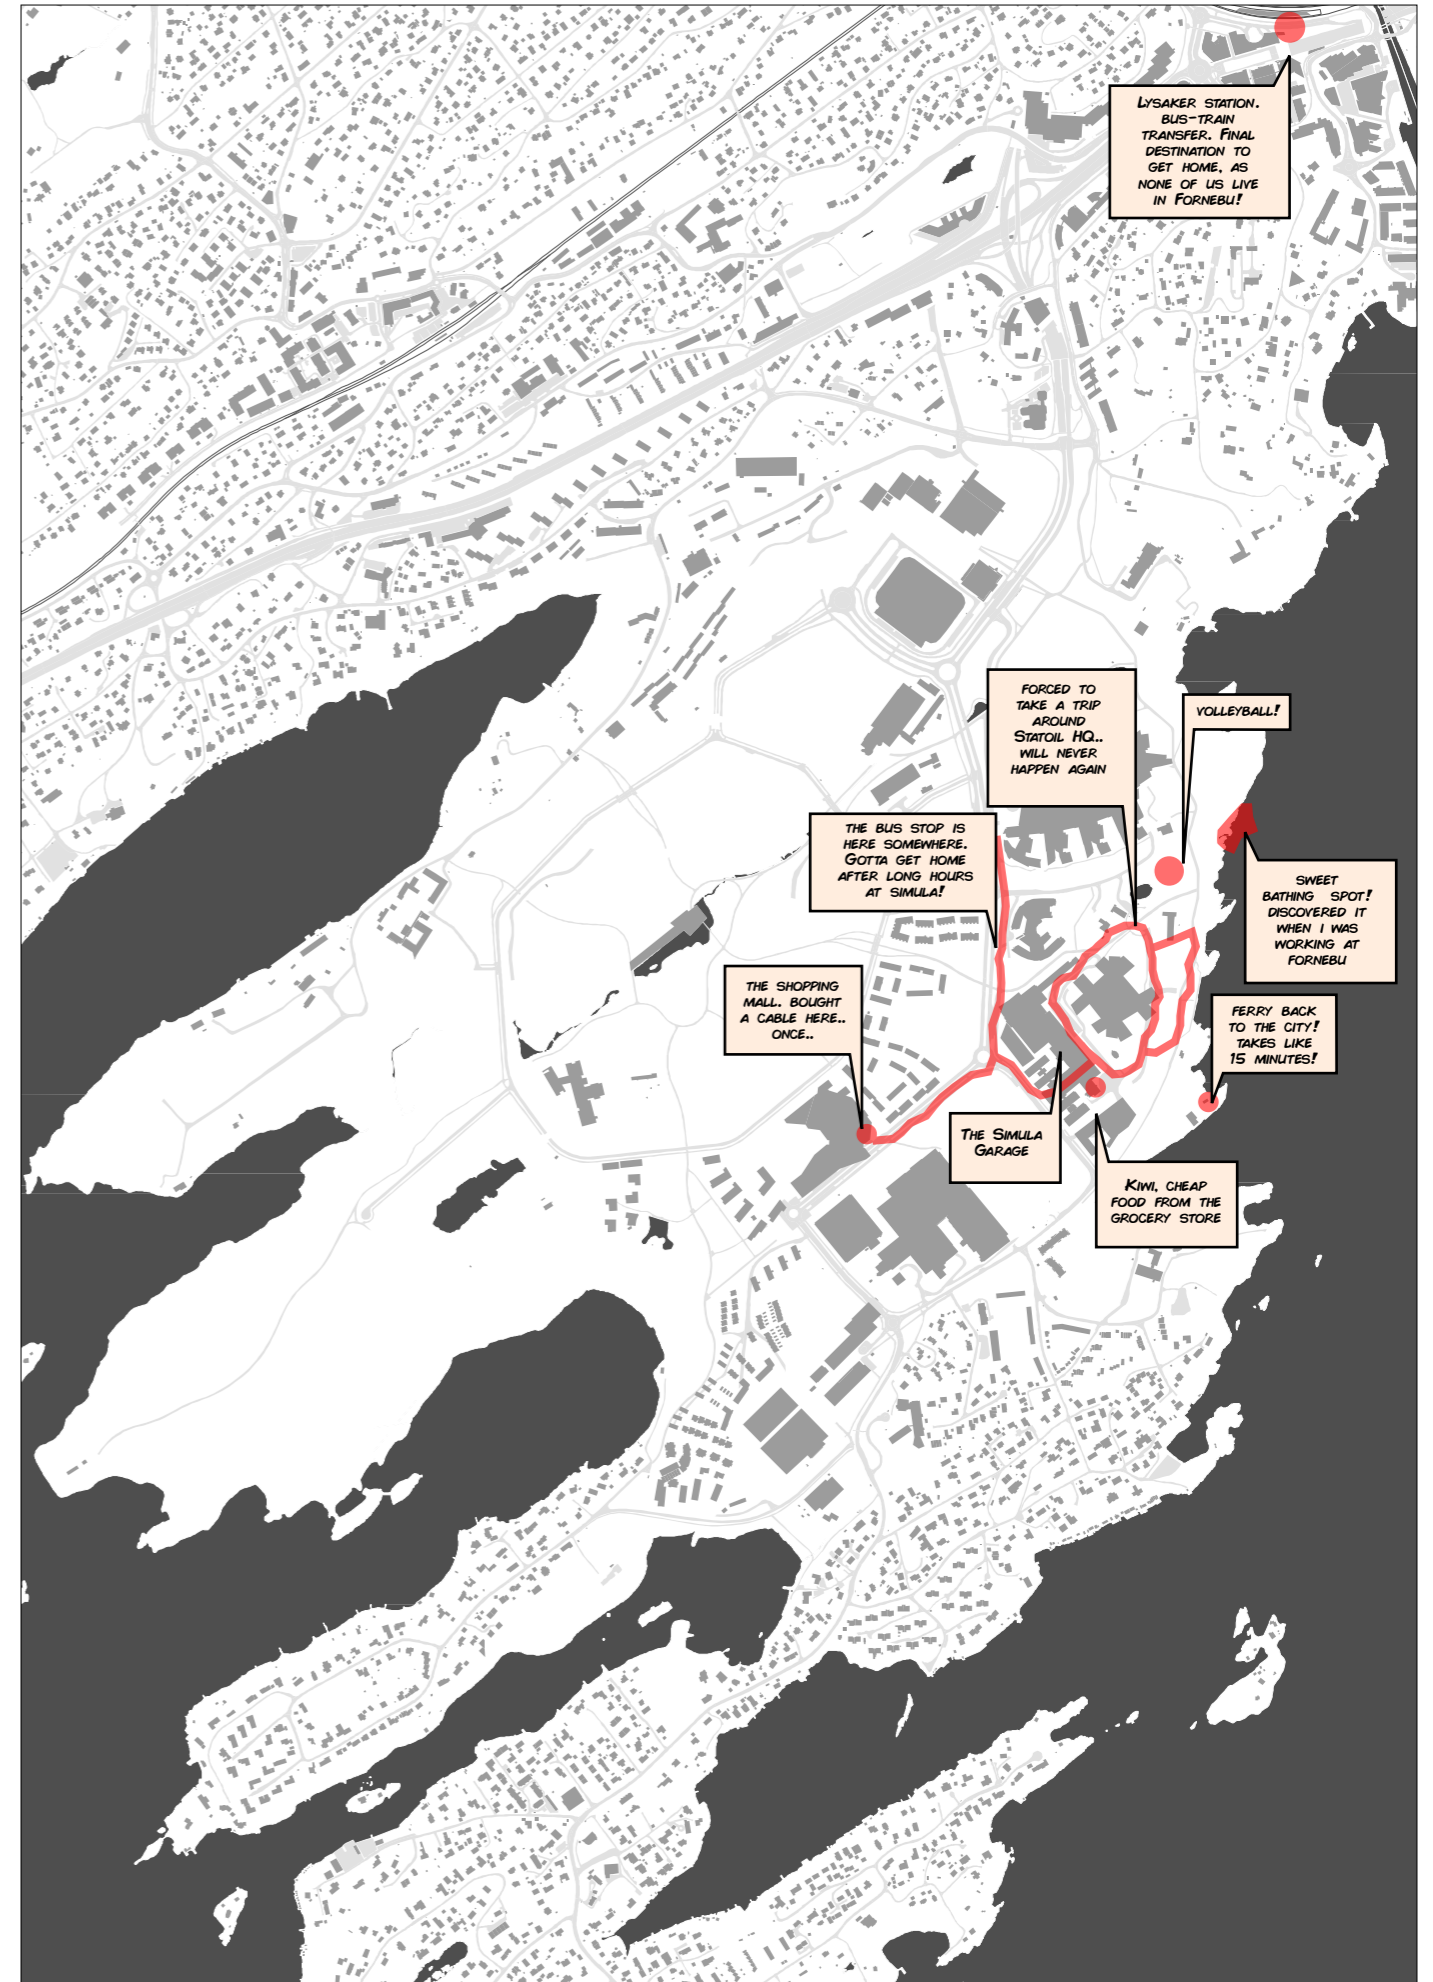 LYSAKER STATION.
BUS-TRAIN
TRANSFER. FINAL
DESTINATION TO
GET HOME, AS
NONE OF US LIVE
IN FORNEBU!
FORCED TO
TAKE A TRIP
AROUND
STATOIL HQ..
WILL NEVER
HAPPEN AGAIN
VOLLEYBALL!
THE BUS STOP IS
HERE SOMEWHERE.
GOTTA GET HOME
AFTER LONG HOURS
AT SIMULA!
SWEET
BATHING SPOT!
DISCOVERED IT
WHEN I WAS
WORKING AT
FORNEBU
THE SHOPPING
MALL. BOUGHT
A CABLE HERE..
ONCE..
FERRY BACK
TO THE CITY!
TAKES LIKE
15 MINUTES!
THE SIMULA
GARAGE
KIWI, CHEAP
FOOD FROM THE
GROCERY STORE